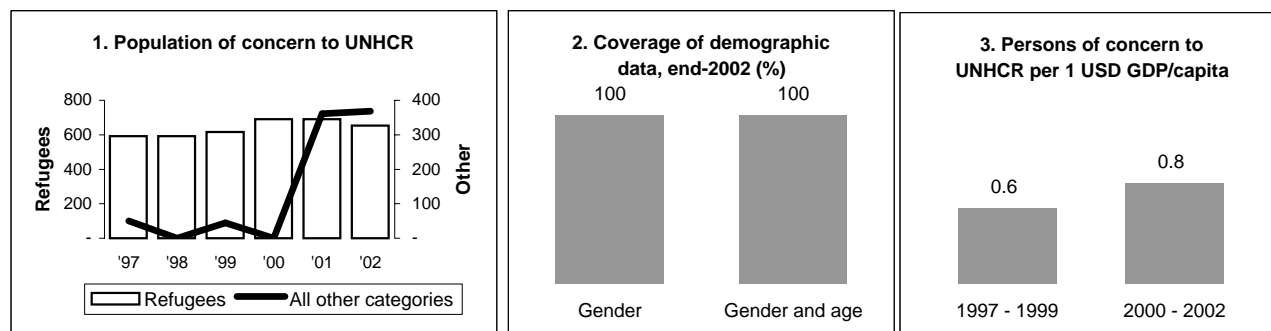 1. Population of concern to UNHCR
800
600
400
200
-
Refugees
400
300
200
100
-
Other
'97 '98 '99 '00 '01 '02
Refugees All other categories
2. Coverage of demographic
data, end-2002 (%)
100 100
Gender Gender and age
3. Persons of concern to
UNHCR per 1 USD GDP/capita
0.6 0.8
1997 - 1999 2000 - 2002